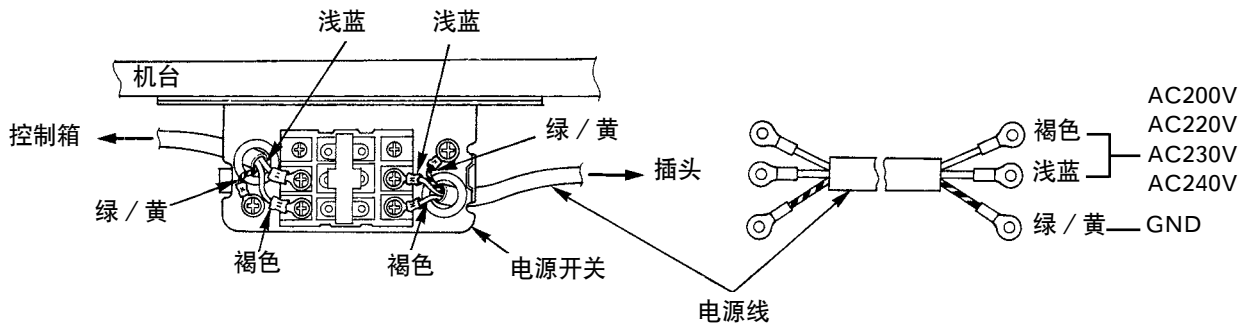 浅蓝
浅蓝
机台
控制箱
绿／黄
插头
绿／黄
褐色
褐色
电源开关
电源线
褐色
浅蓝
绿／黄
AC200V
AC220V
AC230V
AC240V
GND